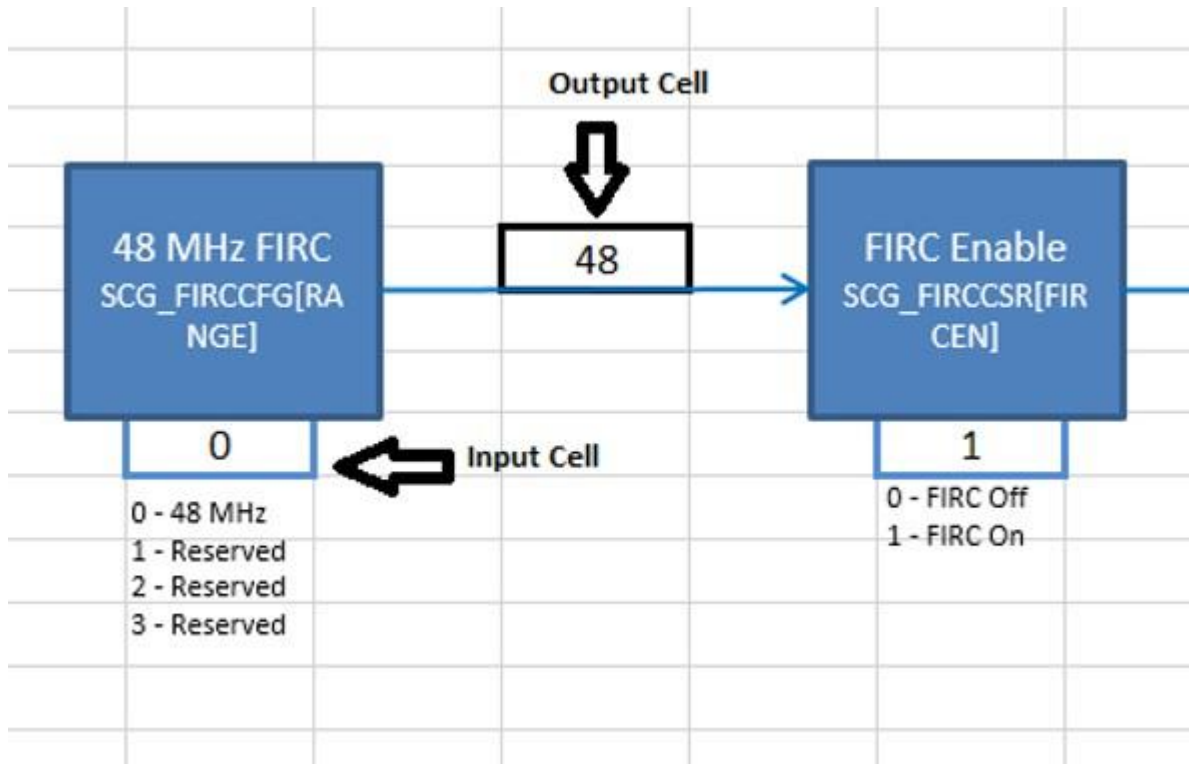 Output Cell
48 MHz FIRC
SCG_FIRCCFG[RA
NGE]
48
FIRC Enable
SCG_FIRCCSR[FIR
CEN]
0
Input Cell
0 - 48 MHz
1 - Reserved
2 - Reserved
3 - Reserved
1
0 - FIRC Off
1 - FIRC On